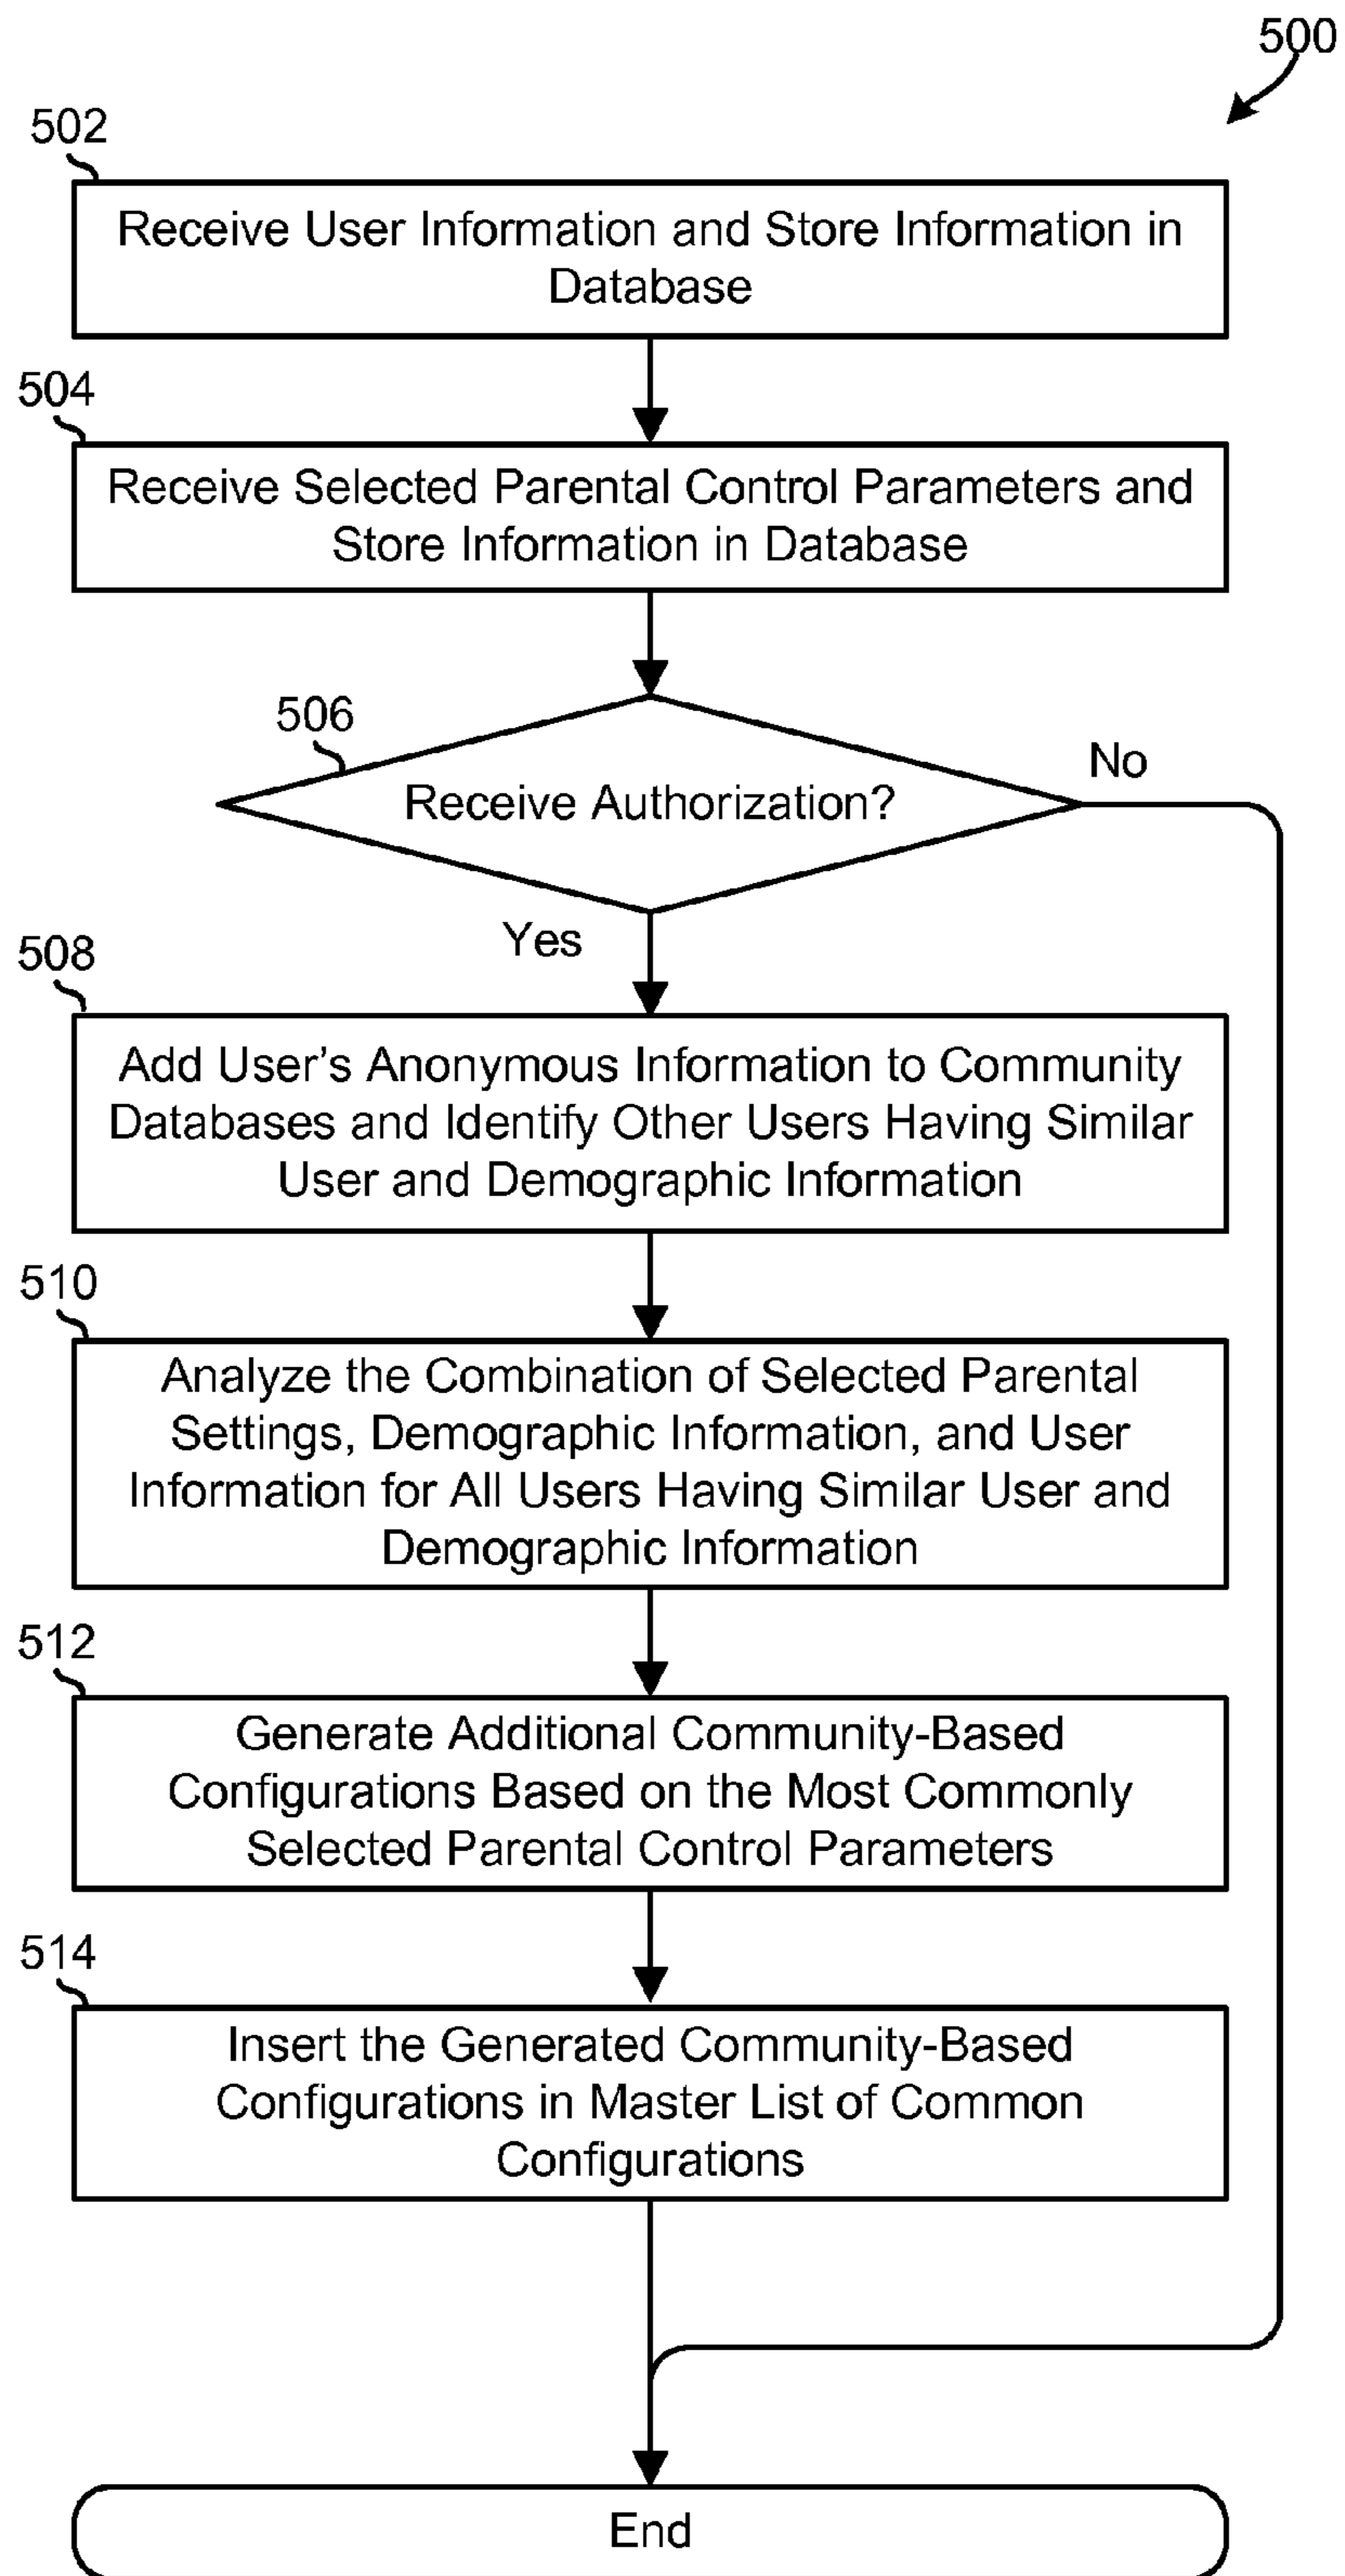 500
502
Receive User Information and Store Information in
Database
504
Receive Selected Parental Control Parameters and
Store Information in Database
506
Receive Authorization?
No
Yes
508
Add User's Anonymous Information to Community
Databases and Identify Other Users Having Similar
User and Demographic Information
510
Analyze the Combination of Selected Parental
Settings, Demographic Information, and User
Information for All Users Having Similar User and
Demographic Information
512
Generate Additional Community-Based
Configurations Based on the Most Commonly
Selected Parental Control Parameters
514
Insert the Generated Community-Based
Configurations in Master List of Common
Configurations
End